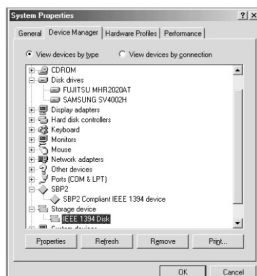 System Properties
General Device Manager Hardware Profiles Performance
View devices by type View devices by connection
CDROM
Disk drives
FUJITSU MHR2020AT
SAMSUNG SV4002H
Display adapters
Hard disk controllers
Keyboard
Monitors
Mouse
Network adapters
Other devices
Ports (COM & LPT)
SBP2
SBP2 Compliant IEEE 1394 device
Storage device
IEEE 1394 Disk
Properties Refresh Remove Print...
OK Cancel